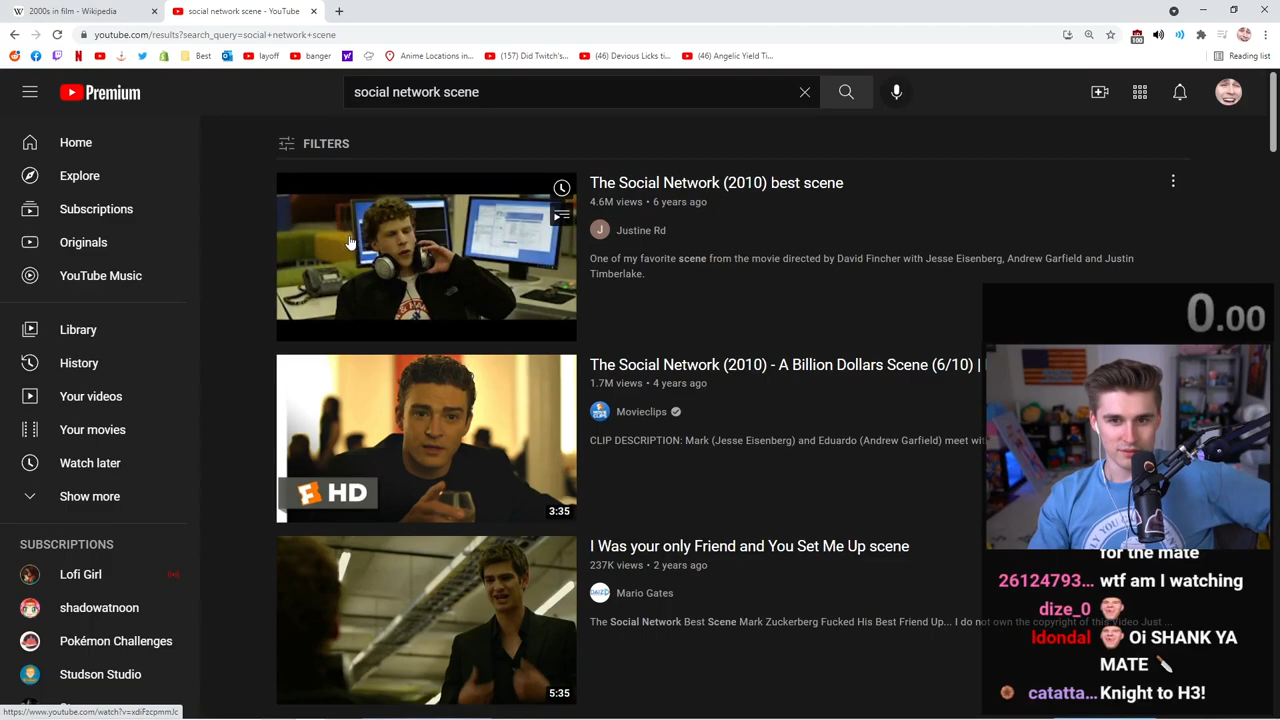 2000s in film - Wikipedia
social network scene - YouTube
youtube.com/results?search_query=social+network+scene
Best
layoff
banger
Anime Locations in...
(157) Did Twitch's...
(46) Devious Licks ti...
(46) Angelic Yield Ti...
Reading list
Premium
social network scene
Home
Explore
Subscriptions
Originals
YouTube Music
Library
History
Your videos
Your movies
Watch later
Show more
SUBSCRIPTIONS
Lofi Girl
shadowatnoon
Pokémon Challenges
Studson Studio
FILTERS
The Social Network (2010) best scene
4.6M views • 6 years ago
J Justine Rd
One of my favorite scene from the movie directed by David Fincher with Jesse Eisenberg, Andrew Garfield and Justin
Timberlake.
HD
3:35
The Social Network (2010) - A Billion Dollars Scene (6/10) |
1.7M views • 4 years ago
Movieclips
CLIP DESCRIPTION: Mark (Jesse Eisenberg) and Eduardo (Andrew Garfield) meet wit
5:35
I Was your only Friend and You Set Me Up scene
237K views • 2 years ago
Mario Gates
The Social Network Best Scene Mark Zuckerberg Fucked His Best Friend Up... I do not own the copyright of this Video Just ...
0.00
for the mate
26124793... wtf am I watching
dize_0
ldondal Oi SHANK YA
MATE
catatta... Knight to H3!